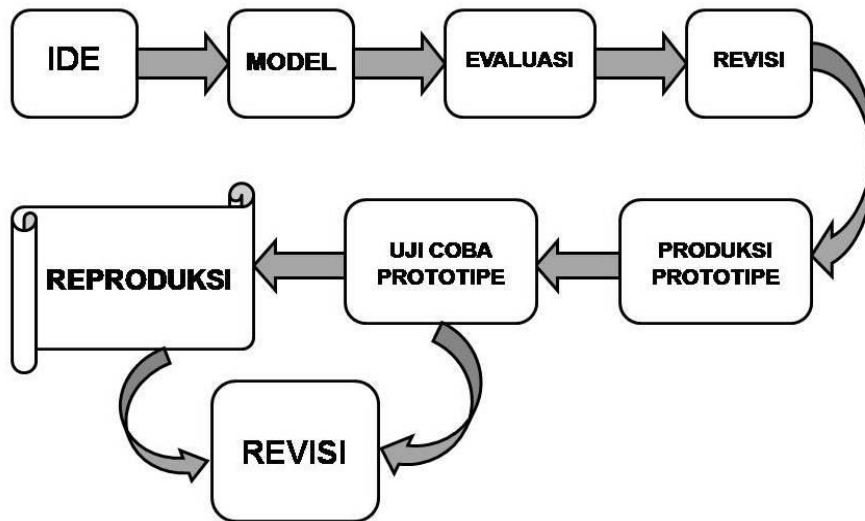 IDE
MODEL
EVALUASI
REVISI
PRODUKSI
PROTOTIPE
UJI COBA
PROTOTIPE
REPRODUKSI
REVISI